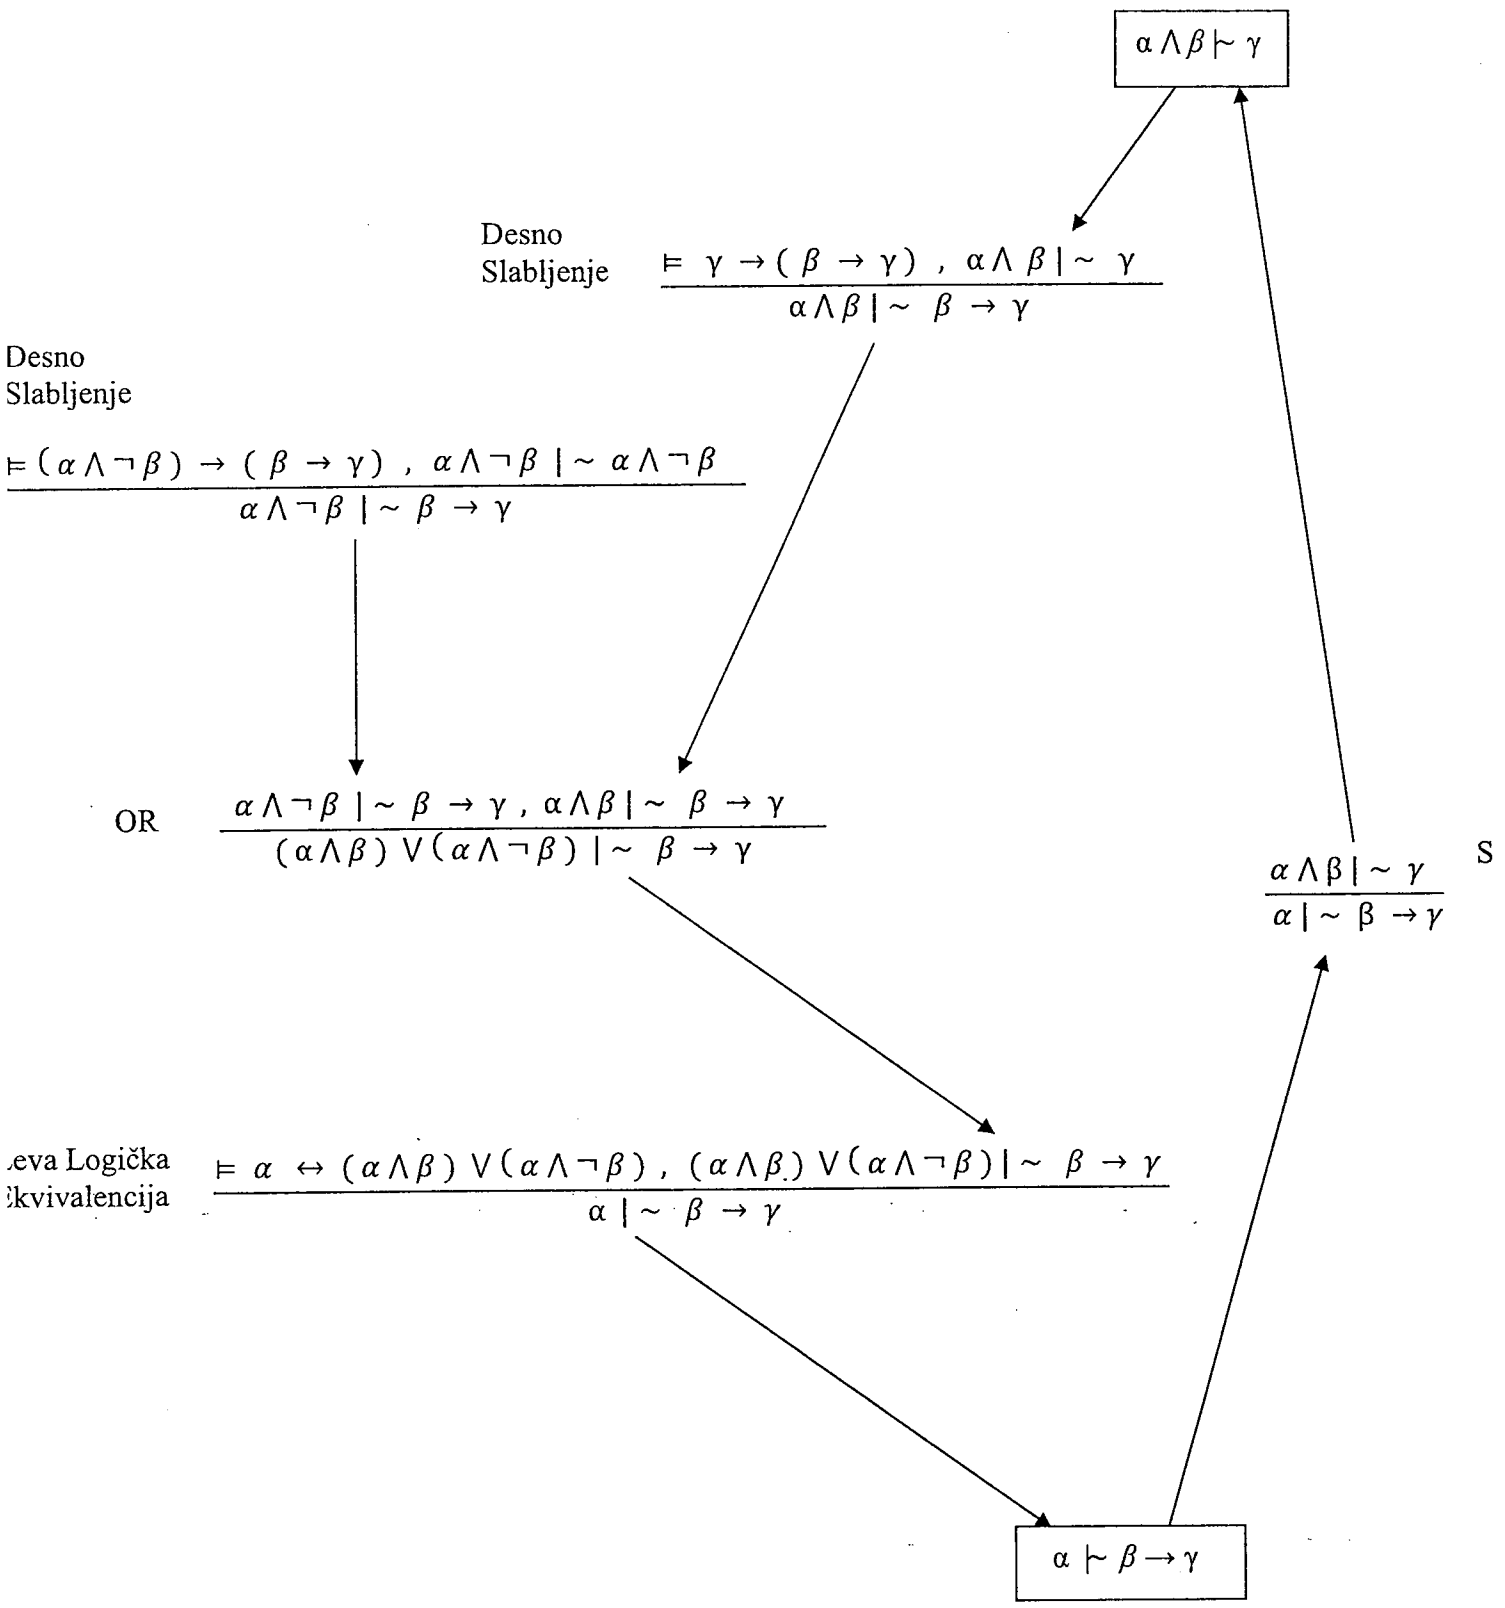 α ⋀ β |~ γ
Desno
Slabljenje
⊨ γ → ( β → γ ) , α ⋀ β | ~ γ
α ⋀ β | ~ β → γ
Desno
Slabljenje
⊨ ( α ⋀ ¬ β ) → ( β → γ ) , α ⋀ ¬ β | ~ α ⋀ ¬ β
α ⋀ ¬ β | ~ β → γ
OR
α ⋀ ¬ β | ~ β → γ , α ⋀ β | ~ β → γ
( α ⋀ β ) ⋁ ( α ⋀ ¬ β ) | ~ β → γ
S
α ⋀ β | ~ γ
α | ~ β → γ
eva Logička
kvivalencija
⊨ α ↔ ( α ⋀ β ) ⋁ ( α ⋀ ¬ β ) , ( α ⋀ β ) ⋁ ( α ⋀ ¬ β ) | ~ β → γ
α | ~ β → γ
α |~ β → γ